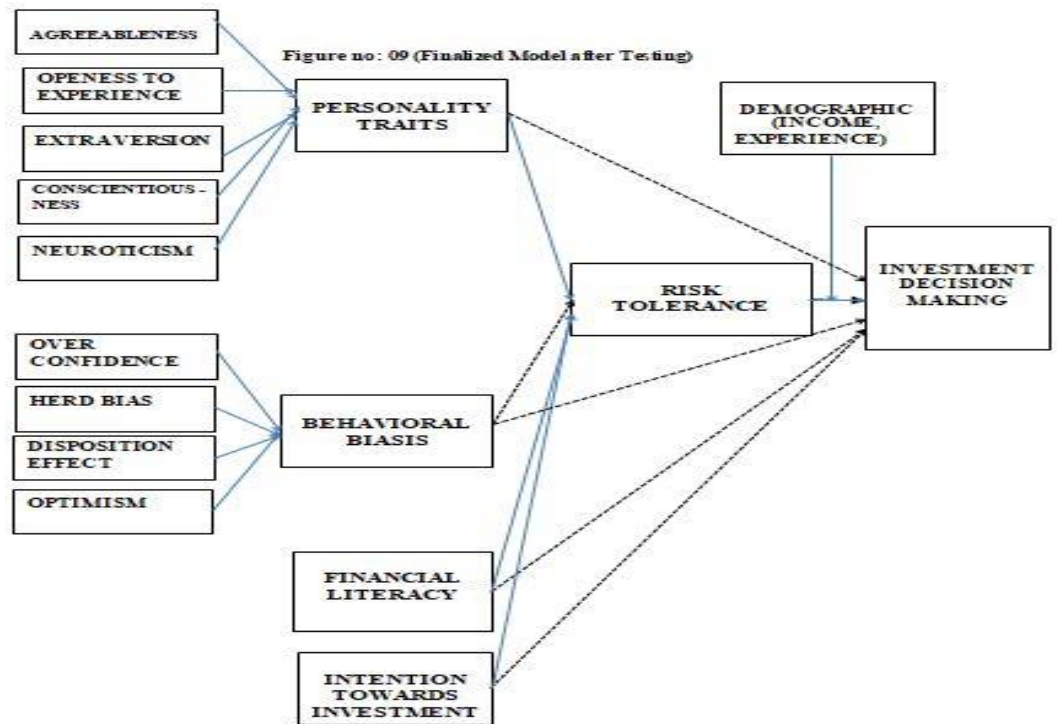 AGREEABLENESS
Figure no: 09 (Finalized Model after Testing)
OPENESS TO
EXPERIENCE
PERSONALITY
TRAITS
DEMOGRAPHIC
(INCOME,
EXPERIENCE)
EXTRAVERSION
CONSCIENTIOUS -
NESS
NEUROTICISM
RISK
TOLERANCE
INVESTMENT
DECISION
MAKING
OVER
CONFIDENCE
HERD BIAS
BEHAVIORAL
BIASIS
DISPOSITION
EFFECT
OPTIMISM
FINANCIAL
LITERACY
INTENTION
TOWARDS
INVESTMENT